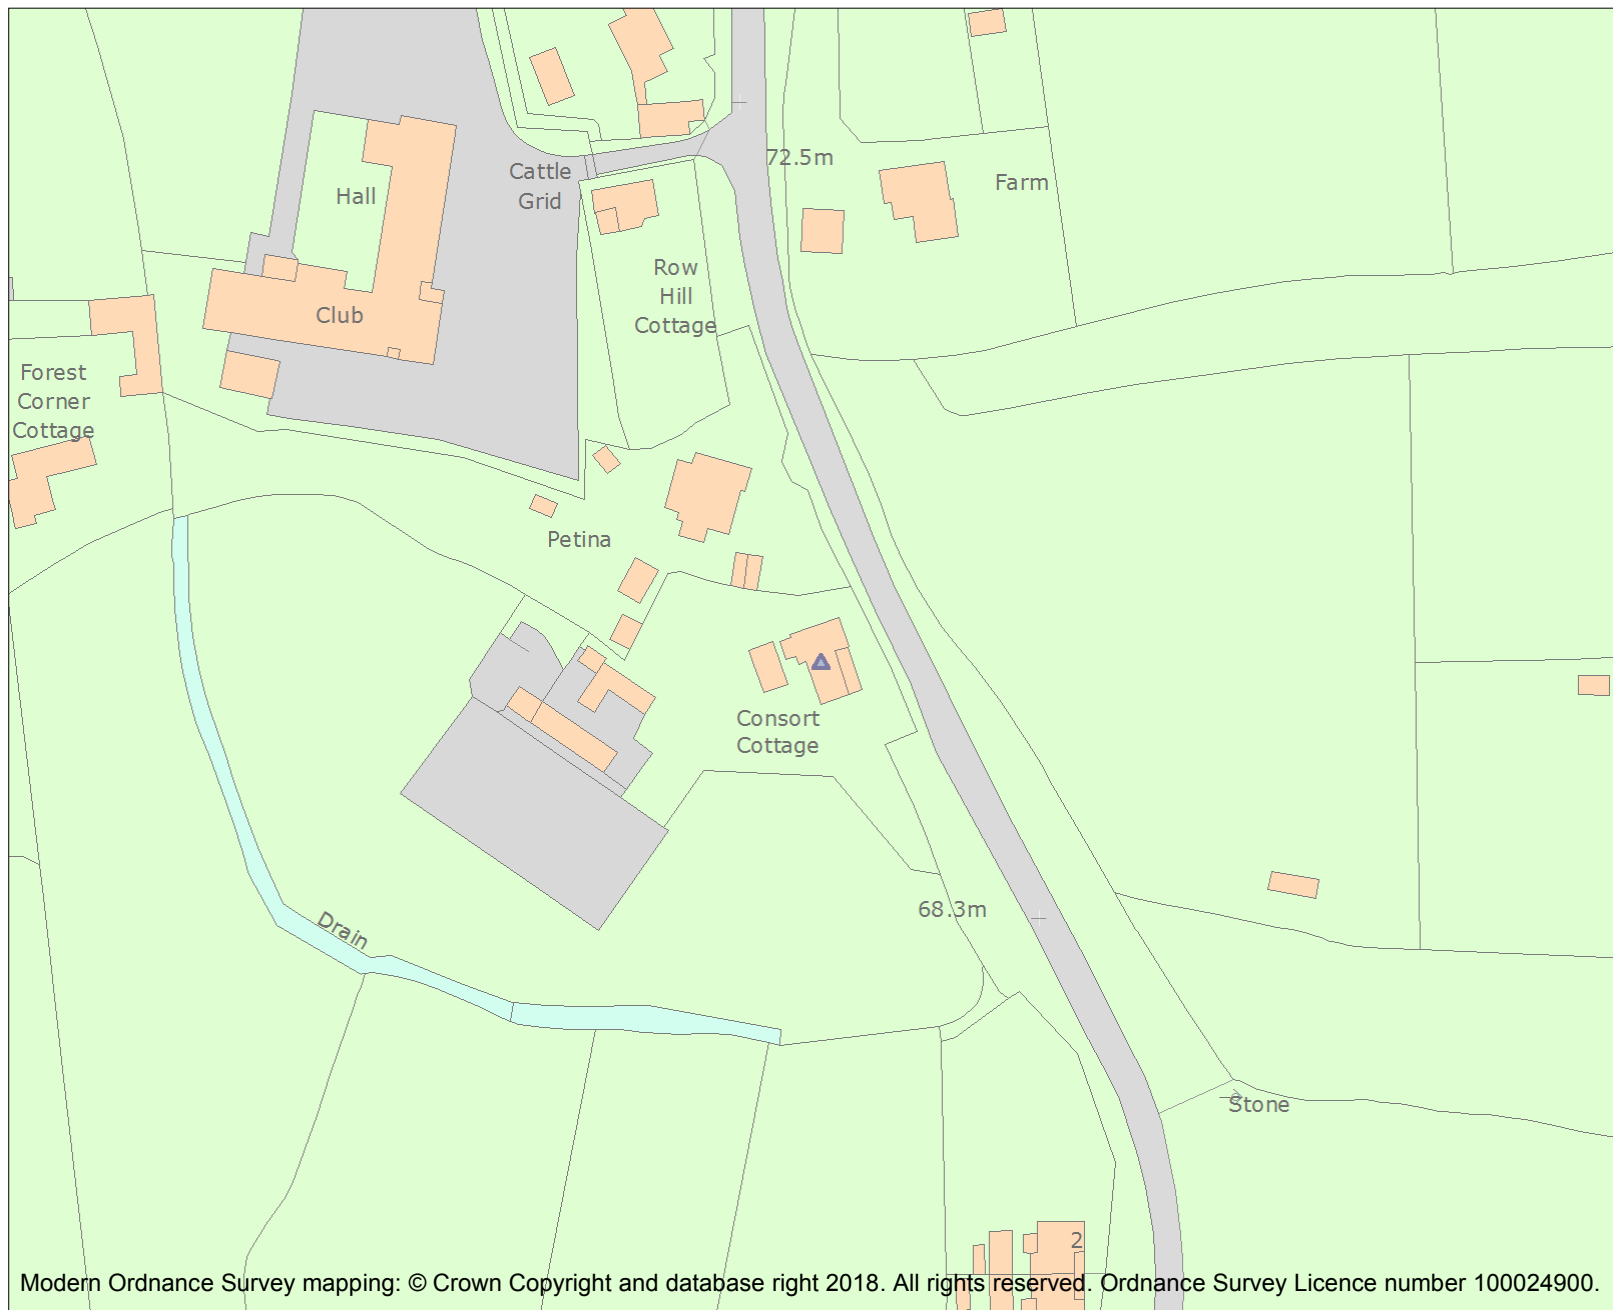 72.5m
Cattle
Grid
Farm
Hall
Row
Hill
Cottage
Club
Forest
Corner
Cottage
Petina
Consort
Cottage
68.3m
Drain
Stone
2
Modern Ordnance Survey mapping: © Crown Copyright and database right 2018. All rights reserved. Ordnance Survey Licence number 100024900.